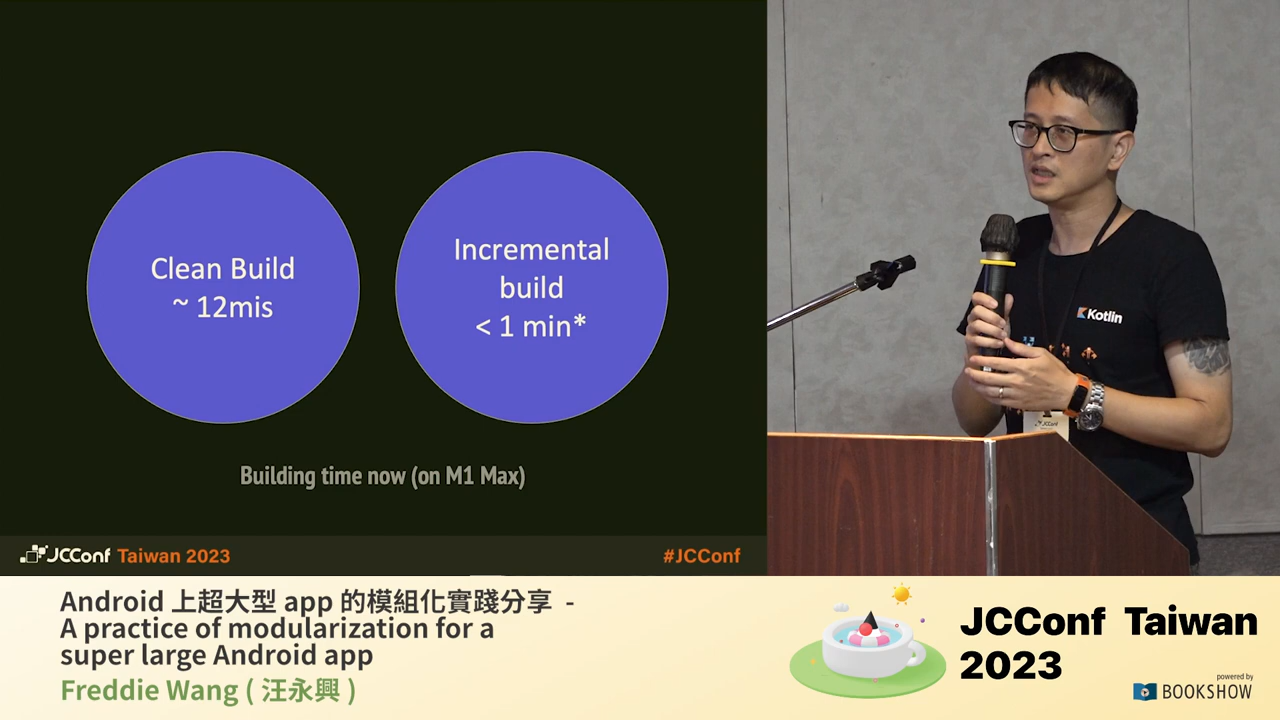 Clean Build
~ 12mis
Incremental
build
< 1 min*
Building time now (on M1 Max)
JCConf Taiwan 2023
#JCConf
Kotlin
Android 上超大型 app 的模組化實踐分享 -
A practice of modularization for a
super large Android app
Freddie Wang ( 汪永興 )
JCConf Taiwan
2023
powered by
BOOKSHOW